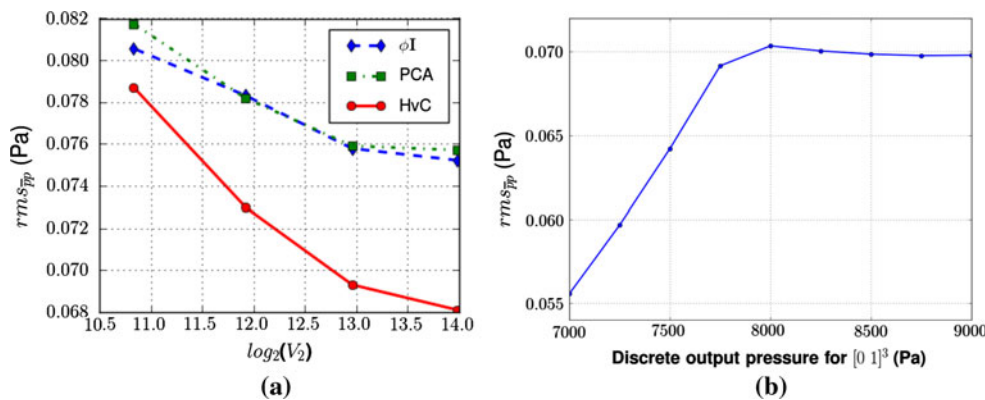 0.082
0.080
0.078
0.076
0.074
0.072
0.070
0.068
rms_p̄p (Pa)
ϕI
PCA
HvC
10.5 11.0 11.5 12.0 12.5 13.0 13.5 14.0
log₂(V₂)
(a)
0.070
0.065
0.060
0.055
rms_p̄p (Pa)
7000 7500 8000 8500 9000
Discrete output pressure for [0 1]³ (Pa)
(b)